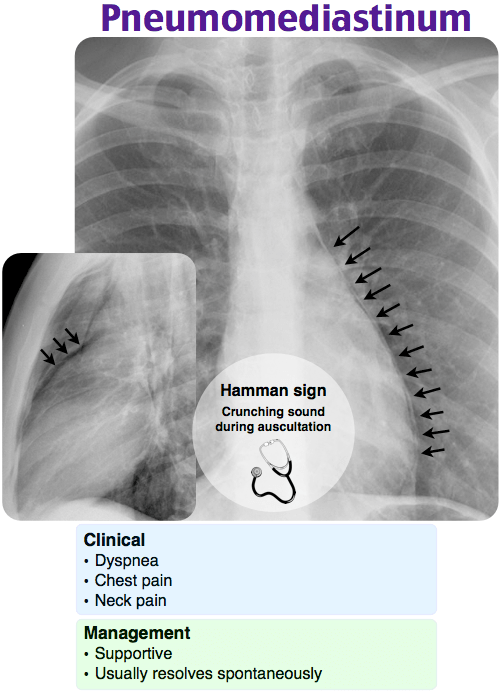 Pneumomediastinum
Hamman sign
Crunching sound
during auscultation
Clinical
• Dyspnea
• Chest pain
• Neck pain
Management
• Supportive
• Usually resolves spontaneously